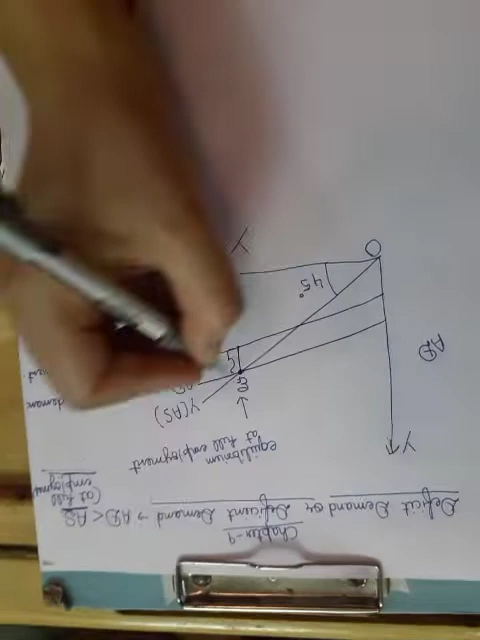 Chapter-9
Deficit Demand or Deficient Demand → AD < AS
(at full
employment
equilibrium
at full employment
Y
↓
E
Y(AS)
AD
45°
O
X
deman